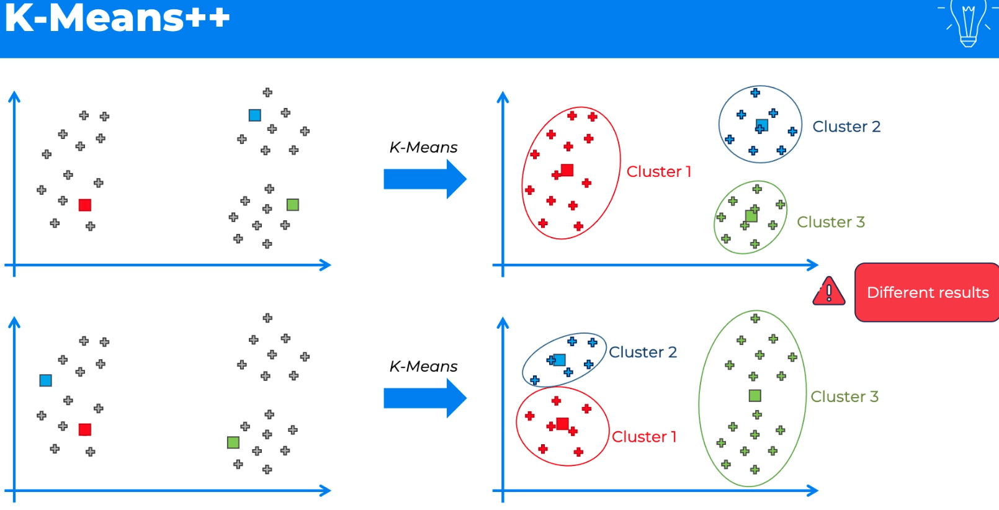 K-Means++
K-Means
Cluster 1
Cluster 2
Cluster 3
Different results
K-Means
Cluster 2
Cluster 1
Cluster 3